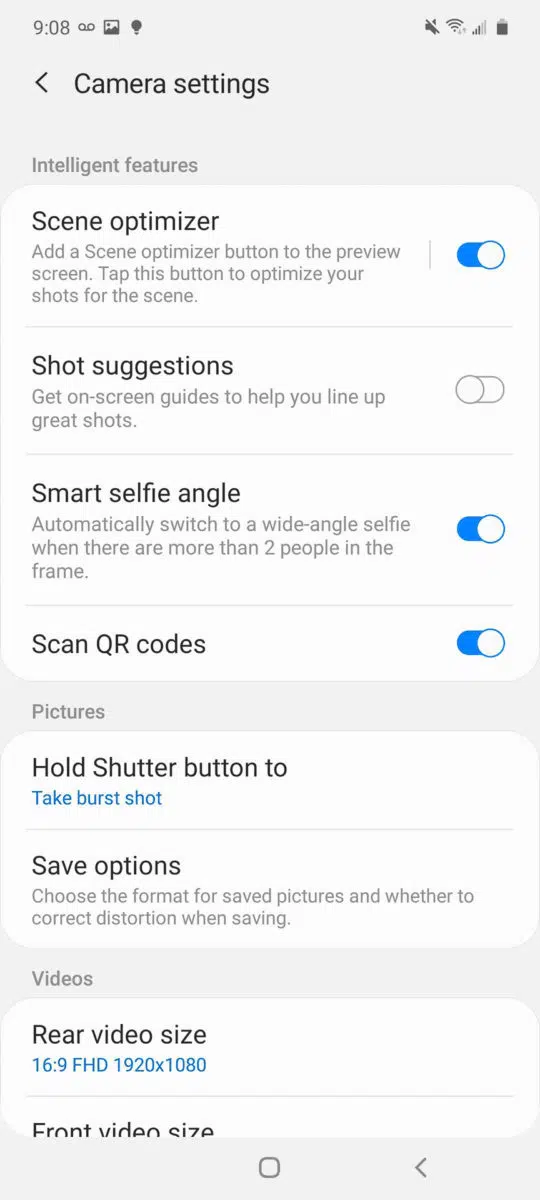 9:08
Camera settings
Intelligent features
Scene optimizer
Add a Scene optimizer button to the preview
screen. Tap this button to optimize your
shots for the scene.
Shot suggestions
Get on-screen guides to help you line up
great shots.
Smart selfie angle
Automatically switch to a wide-angle selfie
when there are more than 2 people in the
frame.
Scan QR codes
Pictures
Hold Shutter button to
Take burst shot
Save options
Choose the format for saved pictures and whether to
correct distortion when saving.
Videos
Rear video size
16:9 FHD 1920x1080
Front video size